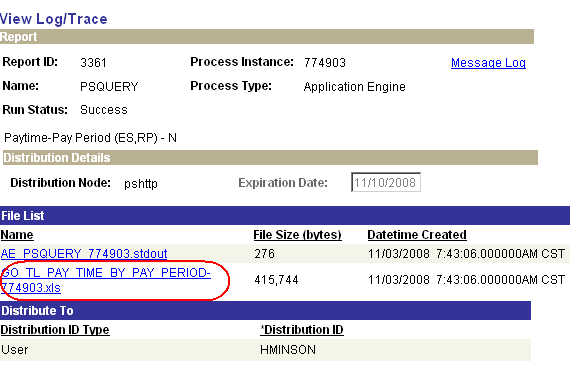 View Log/Trace
Report
Report ID: 3361 Process Instance: 774903 Message Log
Name: PSQUERY Process Type: Application Engine
Run Status: Success
Paytime-Pay Period (ES,RP) - N
Distribution Details
Distribution Node: pshttp Expiration Date: 11/10/2008
File List
Name File Size (bytes) Datetime Created
AE_PSQUERY_774903.stdout 276 11/03/2008 7:43:06.000000AM CST
GO_TL_PAY_TIME_BY_PAY_PERIOD-
774903.xls 415,744 11/03/2008 7:43:06.000000AM CST
Distribute To
Distribution ID Type *Distribution ID
User HMINSON